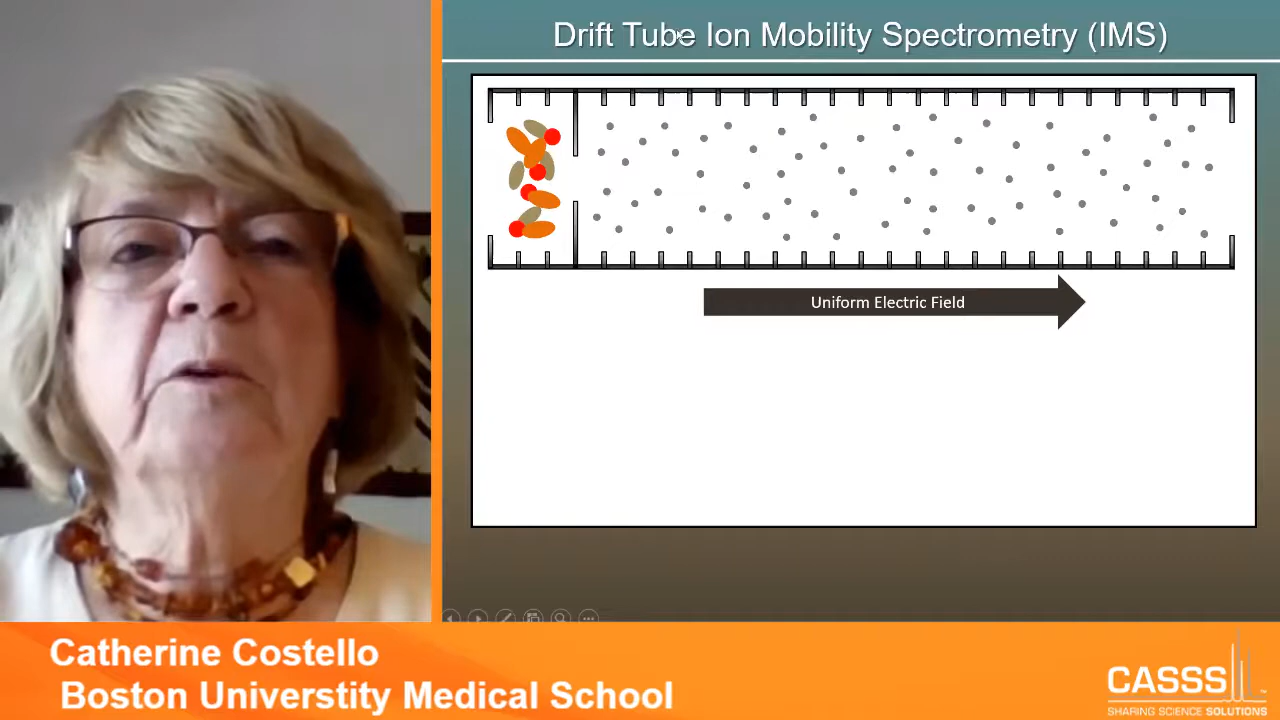 Drift Tube Ion Mobility Spectrometry (IMS)
Uniform Electric Field
Catherine Costello
Boston Universtity Medical School
CASSS
SHARING SCIENCE SOLUTIONS